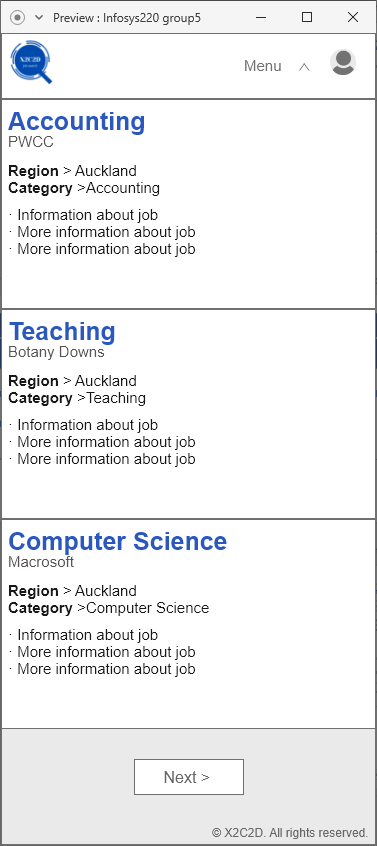 Preview : Infosys220 group5
X2C2D
Menu
Accounting
PWCC
Region > Auckland
Category >Accounting
· Information about job
· More information about job
· More information about job
Teaching
Botany Downs
Region > Auckland
Category >Teaching
· Information about job
· More information about job
· More information about job
Computer Science
Macrosoft
Region > Auckland
Category >Computer Science
· Information about job
· More information about job
· More information about job
Next >
© X2C2D. All rights reserved.